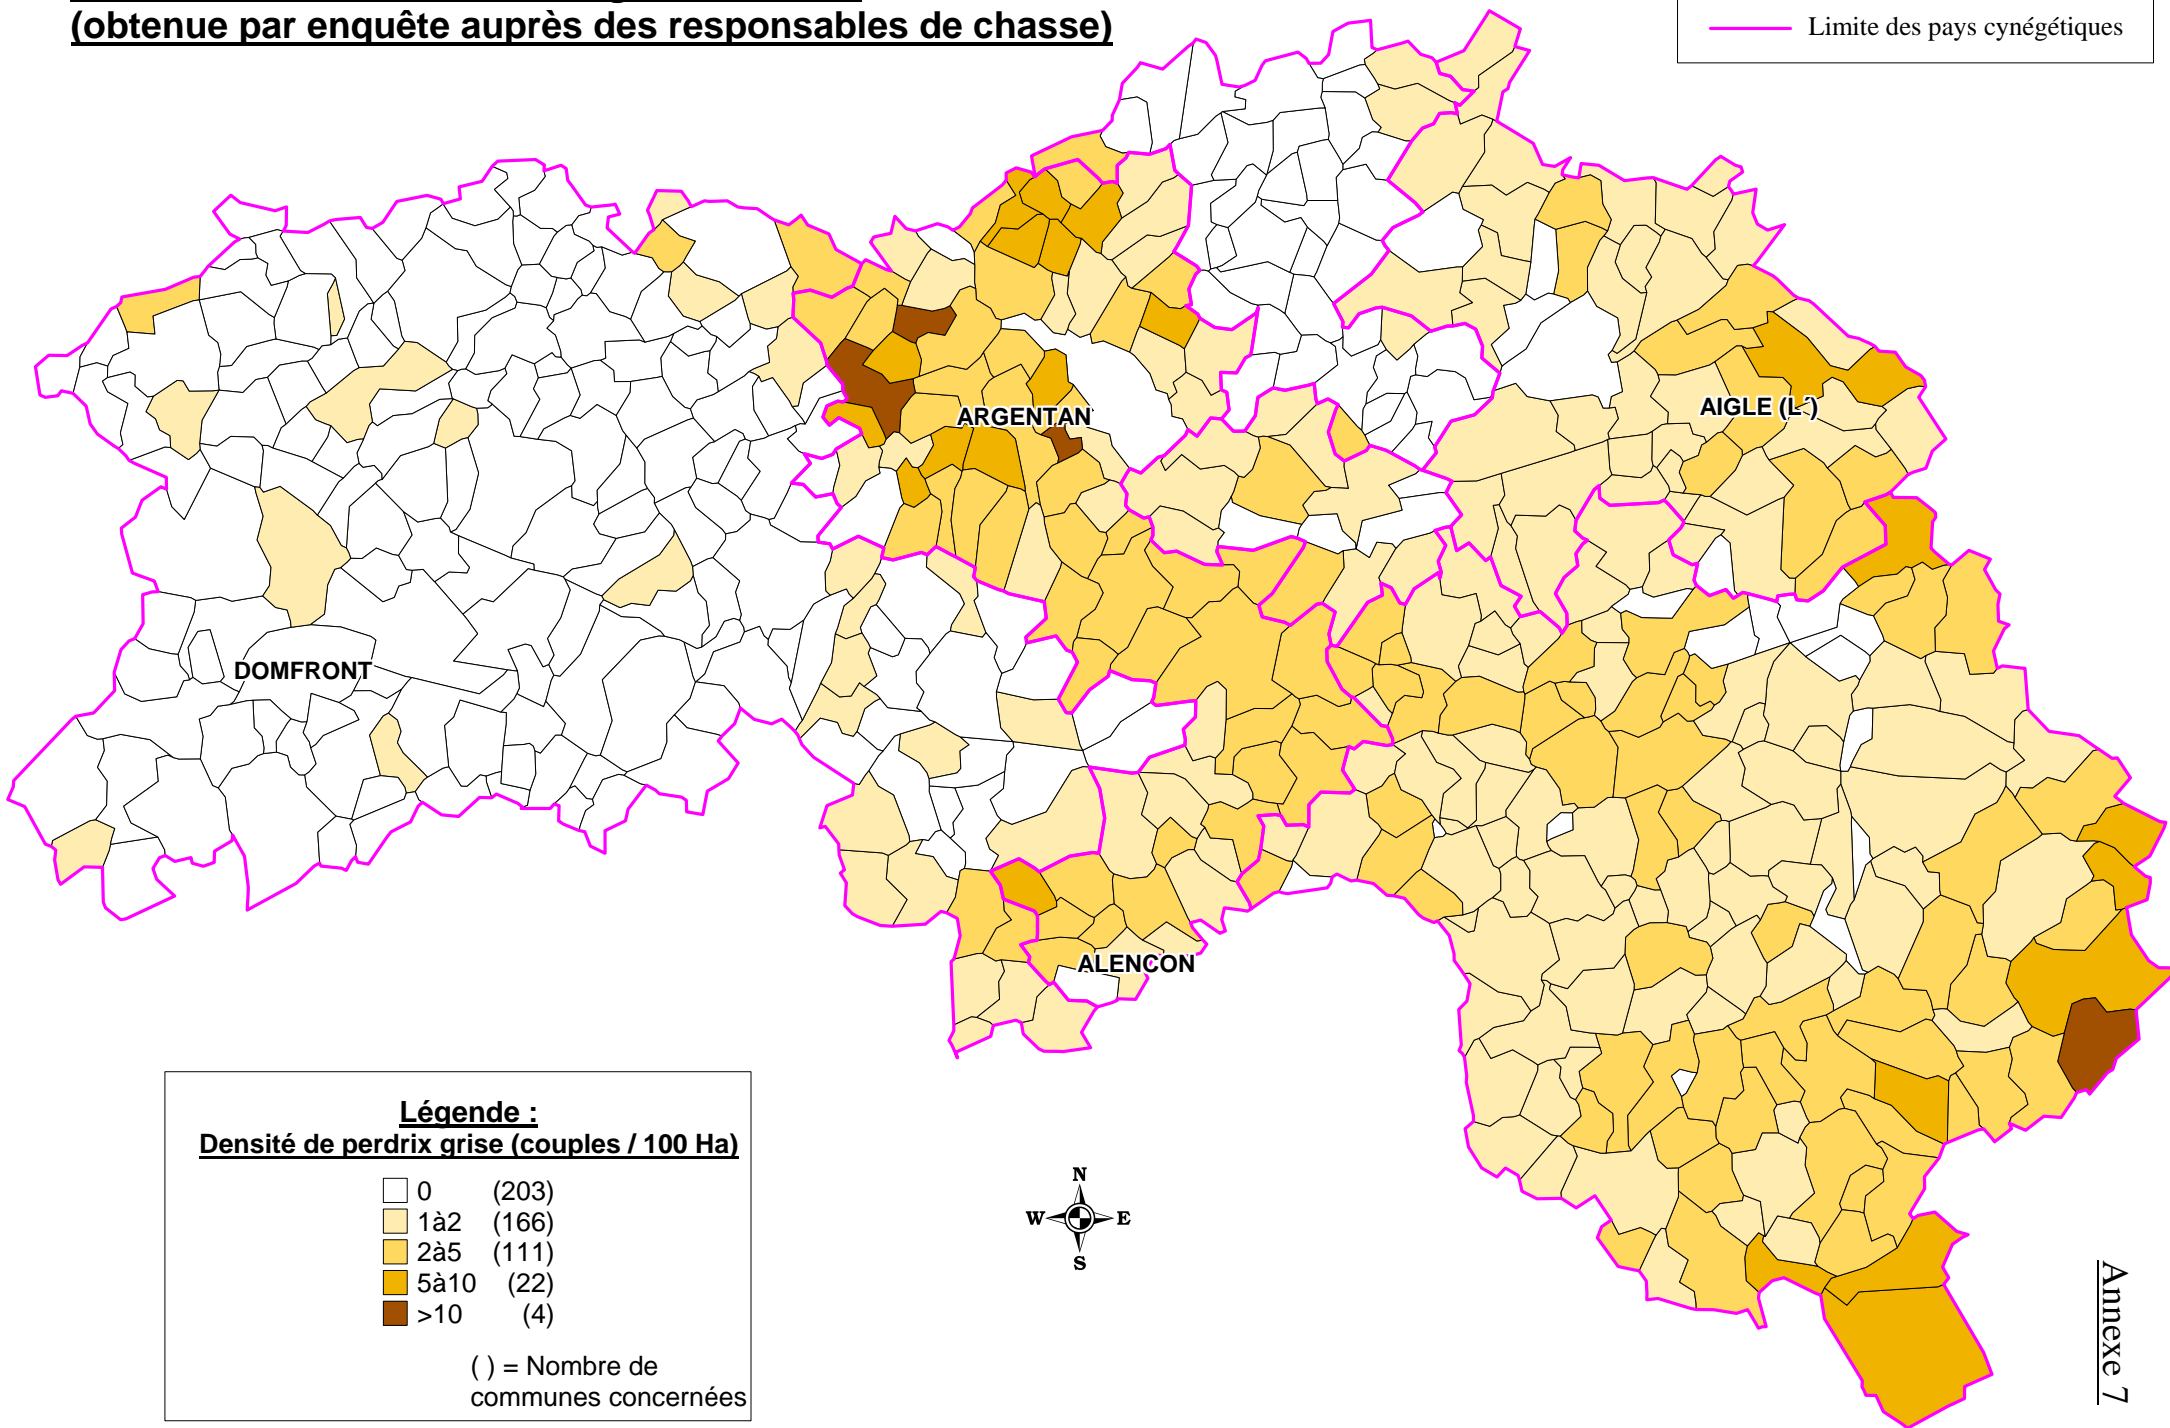 (obtenue par enquête auprès des responsables de chasse)
Limite des pays cynégétiques
ARGENTAN
AIGLE (L´)
DOMFRONT
ALENCON
Légende :
Densité de perdrix grise (couples / 100 Ha)
0 (203)
1à2 (166)
2à5 (111)
5à10 (22)
>10 (4)
( ) = Nombre de
communes concernées
N
W E
S
Annexe 7